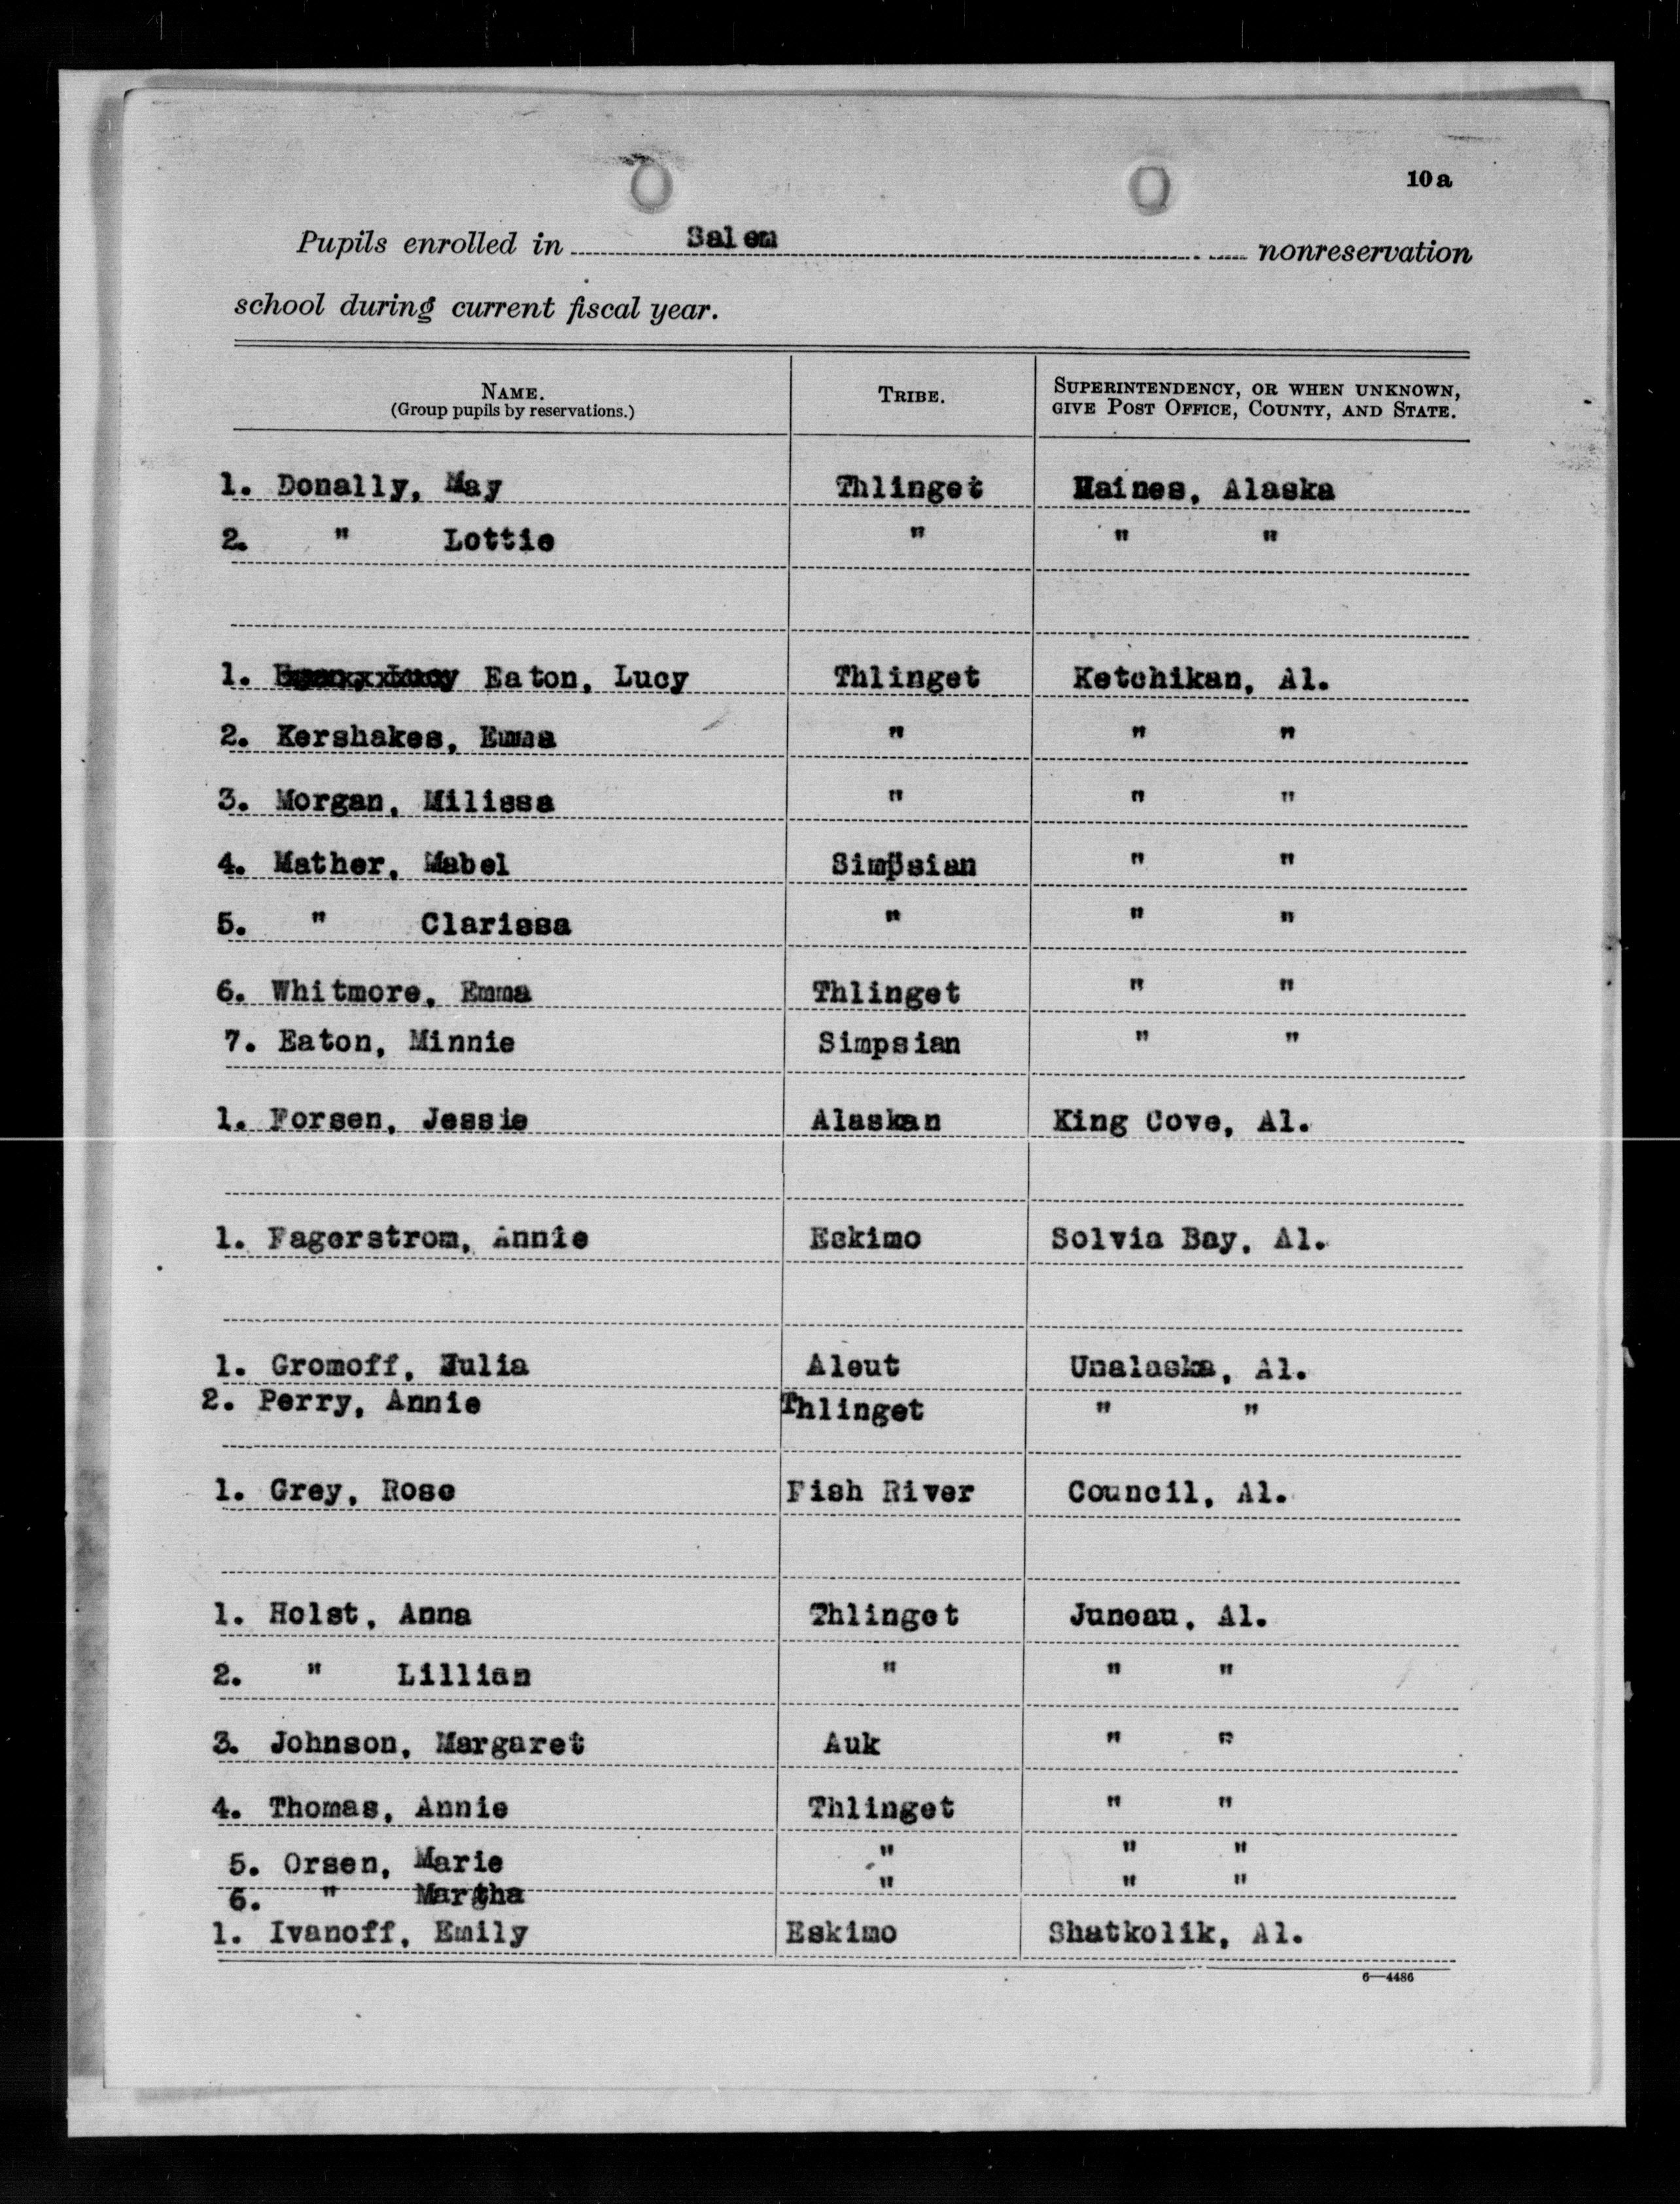 10 a
Pupils enrolled in Salem nonreservation
school during current fiscal year.
NAME. TRIBE. SUPERINTENDENCY, OR WHEN UNKNOWN,
(Group pupils by reservations.) GIVE POST OFFICE, COUNTY, AND STATE.
1. Donally, May Thlinget Haines, Alaska
2. " Lottie " " "
1. Eaton, Lucy Thlinget Ketchikan, Al.
2. Kershakes, Emma " " "
3. Morgan, Milissa " " "
4. Mather, Mabel Simpsian " "
5. " Clarissa " " "
6. Whitmore, Emma Thlinget " "
7. Eaton, Minnie Simpsian " "
1. Forsen, Jessie Alaskan King Cove, Al.
1. Fagerstrom, Annie Eskimo Solvia Bay, Al.
1. Gromoff, Julia Aleut Unalaska, Al.
2. Perry, Annie Thlinget " "
1. Grey, Rose Fish River Council, Al.
1. Holst, Anna Thlinget Juneau, Al.
2. " Lillian " " "
3. Johnson, Margaret Auk " "
4. Thomas, Annie Thlinget " "
5. Orsen, Marie " " "
6. " Martha " " "
1. Ivanoff, Emily Eskimo Shatkolik, Al.
6—4486